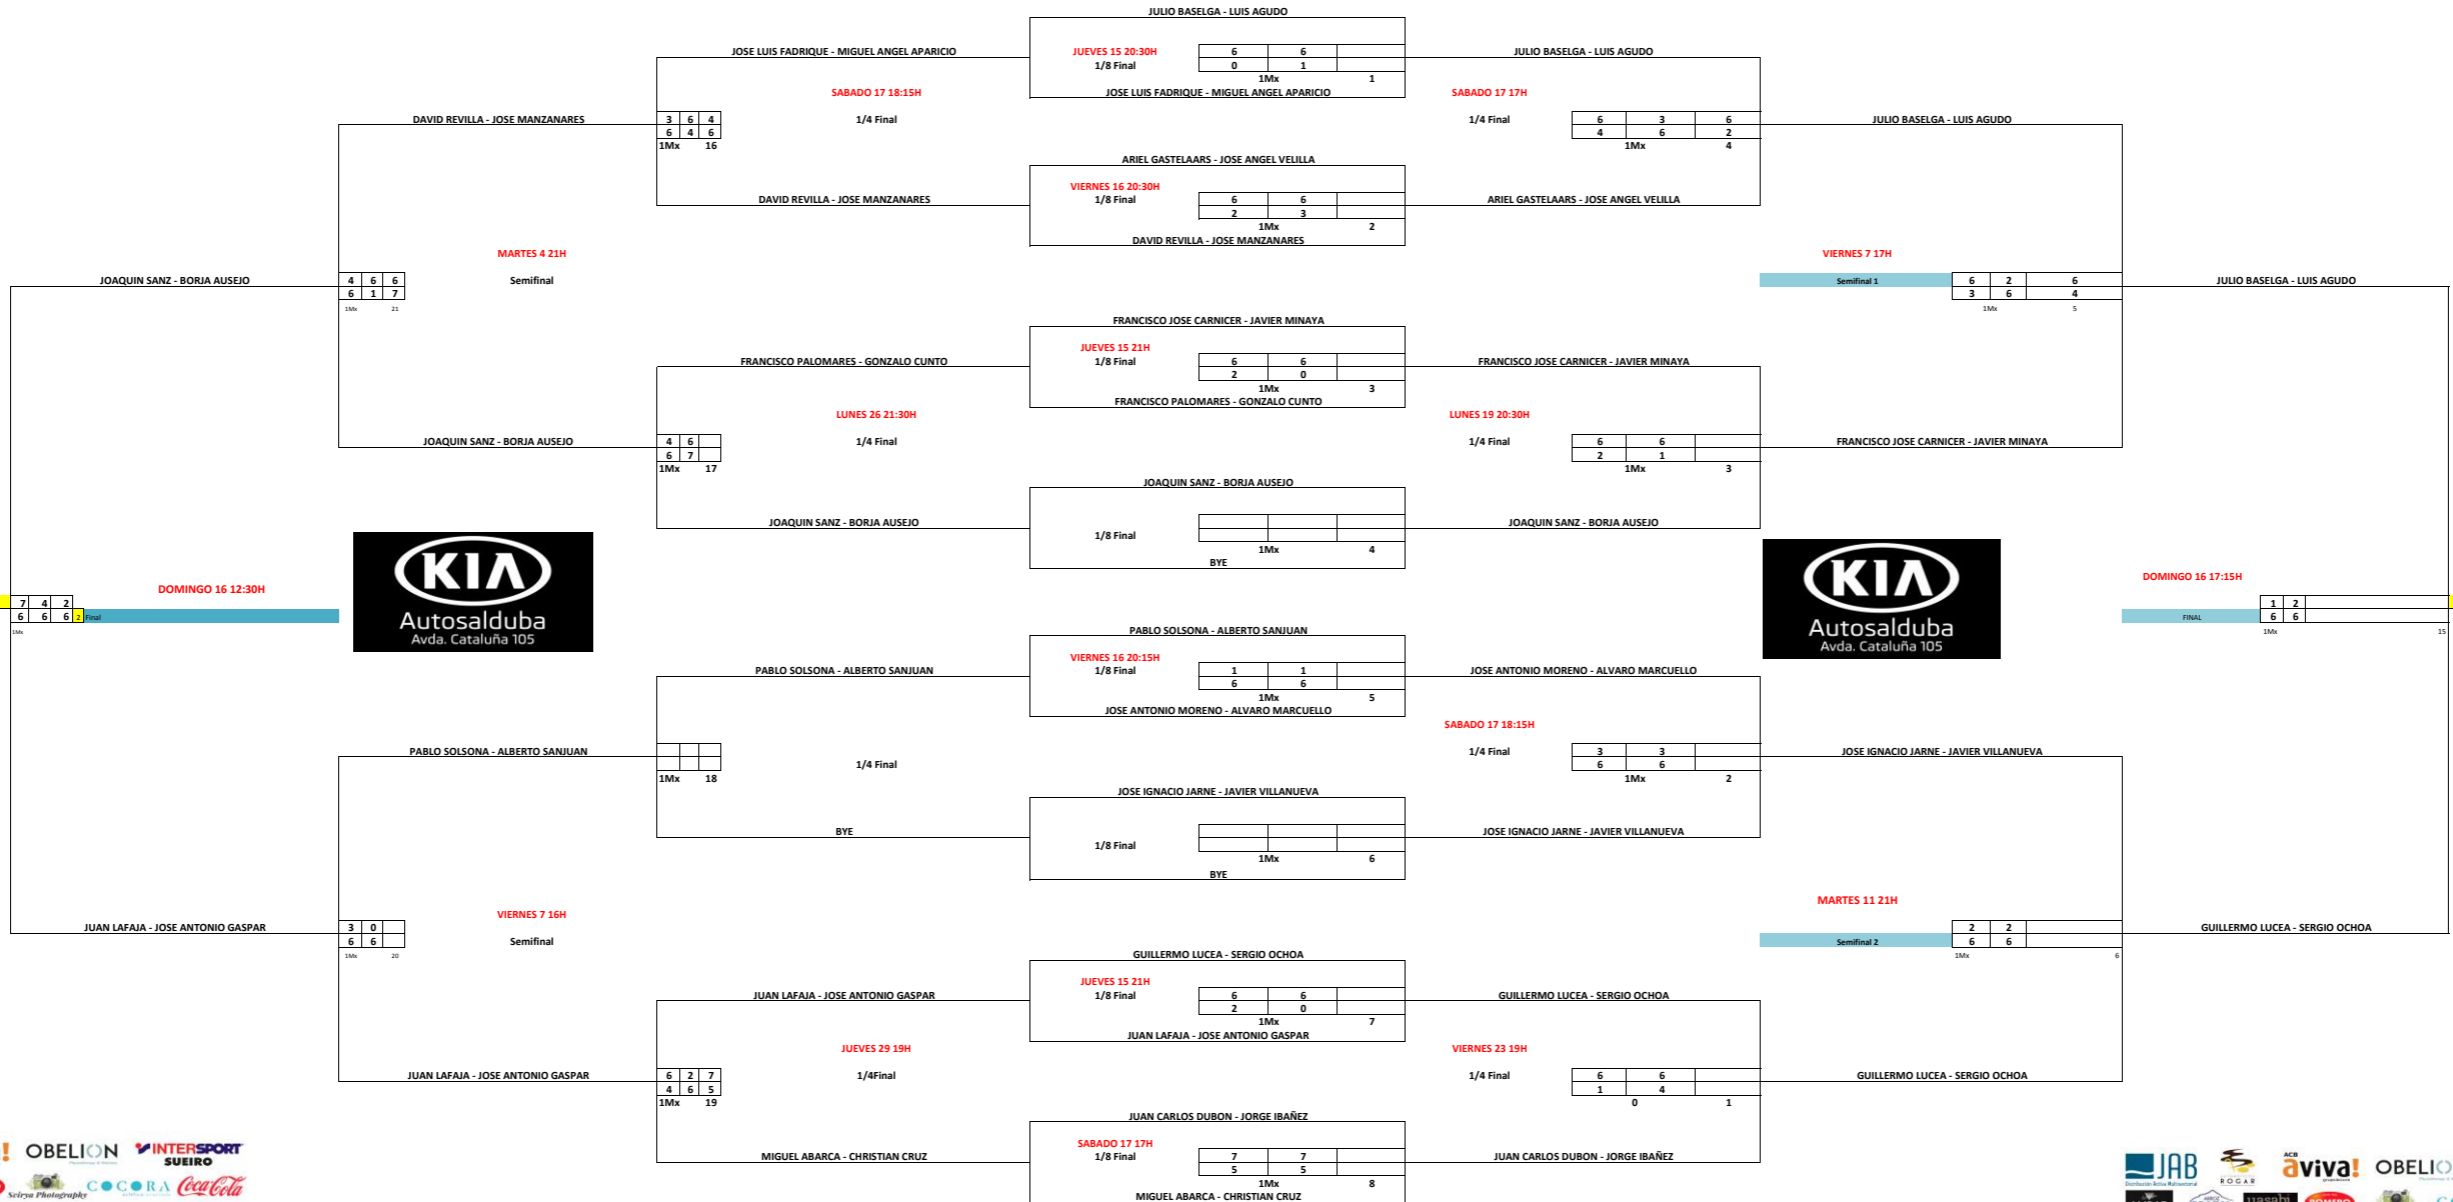 JULIO BASELGA - LUIS AGUDO
JOSE LUIS FADRIQUE - MIGUEL ANGEL APARICIO
JUEVES 15 20:30H
6 6
JULIO BASELGA - LUIS AGUDO
1/8 Final
0 1
1Mx 1
SABADO 17 18:15H
JOSE LUIS FADRIQUE - MIGUEL ANGEL APARICIO
SABADO 17 17H
DAVID REVILLA - JOSE MANZANARES
3 6 4
1/4 Final
1/4 Final
6 3 6
JULIO BASELGA - LUIS AGUDO
6 4 6
4 6 2
1Mx 16
1Mx 4
ARIEL GASTELAARS - JOSE ANGEL VELILLA
VIERNES 16 20:30H
DAVID REVILLA - JOSE MANZANARES
1/8 Final
6 6
ARIEL GASTELAARS - JOSE ANGEL VELILLA
2 3
1Mx 2
DAVID REVILLA - JOSE MANZANARES
MARTES 4 21H
VIERNES 7 17H
JOAQUIN SANZ - BORJA AUSEJO
4 6 6
Semifinal
Semifinal 1
6 2 6
JULIO BASELGA - LUIS AGUDO
6 1 7
3 6 4
1Mx 21
1Mx 5
FRANCISCO JOSE CARNICER - JAVIER MINAYA
JUEVES 15 21H
FRANCISCO PALOMARES - GONZALO CUNTO
1/8 Final
6 6
FRANCISCO JOSE CARNICER - JAVIER MINAYA
2 0
1Mx 3
FRANCISCO PALOMARES - GONZALO CUNTO
LUNES 26 21:30H
LUNES 19 20:30H
JOAQUIN SANZ - BORJA AUSEJO
4 6
1/4 Final
1/4 Final
6 6
FRANCISCO JOSE CARNICER - JAVIER MINAYA
6 7
2 1
1Mx 17
1Mx 3
JOAQUIN SANZ - BORJA AUSEJO
JOAQUIN SANZ - BORJA AUSEJO
JOAQUIN SANZ - BORJA AUSEJO
1/8 Final
1Mx 4
BYE
KIA
Autosalduba
Avda. Cataluña 105
KIA
Autosalduba
Avda. Cataluña 105
DOMINGO 16 12:30H
DOMINGO 16 17:15H
7 4 2
1 2
6 6 6 2 Final
FINAL
6 6
1Mx
1Mx 15
PABLO SOLSONA - ALBERTO SANJUAN
VIERNES 16 20:15H
PABLO SOLSONA - ALBERTO SANJUAN
1/8 Final
1 1
JOSE ANTONIO MORENO - ALVARO MARCUELLO
6 6
1Mx 5
JOSE ANTONIO MORENO - ALVARO MARCUELLO
SABADO 17 18:15H
PABLO SOLSONA - ALBERTO SANJUAN
1/4 Final
1/4 Final
3 3
JOSE IGNACIO JARNE - JAVIER VILLANUEVA
6 6
1Mx 18
1Mx 2
JOSE IGNACIO JARNE - JAVIER VILLANUEVA
BYE
JOSE IGNACIO JARNE - JAVIER VILLANUEVA
1/8 Final
1Mx 6
BYE
VIERNES 7 16H
MARTES 11 21H
JUAN LAFAJA - JOSE ANTONIO GASPAR
3 0
2 2
GUILLERMO LUCEA - SERGIO OCHOA
6 6
Semifinal
Semifinal 2
6 6
1Mx 20
1Mx 6
GUILLERMO LUCEA - SERGIO OCHOA
JUEVES 15 21H
JUAN LAFAJA - JOSE ANTONIO GASPAR
1/8 Final
6 6
GUILLERMO LUCEA - SERGIO OCHOA
2 0
1Mx 7
JUAN LAFAJA - JOSE ANTONIO GASPAR
JUEVES 29 19H
VIERNES 23 19H
JUAN LAFAJA - JOSE ANTONIO GASPAR
6 2 7
1/4Final
1/4 Final
6 6
GUILLERMO LUCEA - SERGIO OCHOA
4 6 5
1 4
1Mx 19
0 1
JUAN CARLOS DUBON - JORGE IBAÑEZ
SABADO 17 17H
MIGUEL ABARCA - CHRISTIAN CRUZ
1/8 Final
7 7
JUAN CARLOS DUBON - JORGE IBAÑEZ
5 5
1Mx 8
MIGUEL ABARCA - CHRISTIAN CRUZ
OBELION
INTERSPORT
SUEIRO
Scirya Photography
COCORA
Coca Cola
JAB
ROGAR
ACB
aviva!
OBELIO
uasabi
ROMERO